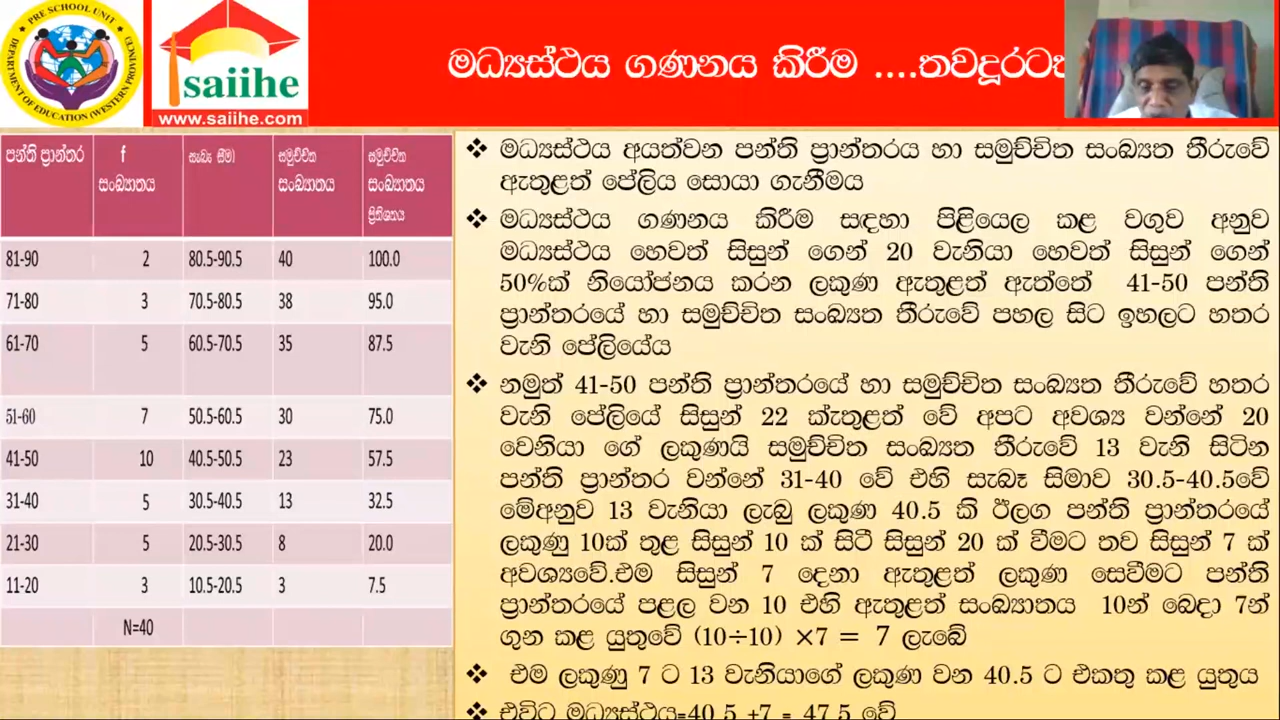 PRE SCHOOL UNIT
DEPARTMENT OF EDUCATION (WESTERN PROVINCE)
saiihe
www.saiihe.com
මධ්‍යස්ථය ගණනය කිරීම ....තවදුරටත්
පන්ති ප්‍රාන්තර f සංඛ්‍යාතය සැබෑ සීමා සමුච්චිත සංඛ්‍යාතය සමුච්චිත සංඛ්‍යාතය ප්‍රතිශතය
81-90 2 80.5-90.5 40 100.0
71-80 3 70.5-80.5 38 95.0
61-70 5 60.5-70.5 35 87.5
51-60 7 50.5-60.5 30 75.0
41-50 10 40.5-50.5 23 57.5
31-40 5 30.5-40.5 13 32.5
21-30 5 20.5-30.5 8 20.0
11-20 3 10.5-20.5 3 7.5
N=40
❖ මධ්‍යස්ථය අයත්වන පන්ති ප්‍රාන්තරය හා සමුච්චිත සංඛ්‍යත තීරුවේ
ඇතුළත් පේලිය සොයා ගැනීමය
❖ මධ්‍යස්ථය ගණනය කිරීම සඳහා පිළියෙල කළ වගුව අනුව
මධ්‍යස්ථය හෙවත් සිසුන් ගෙන් 20 වැනියා හෙවත් සිසුන් ගෙන්
50%ක් නියෝජනය කරන ලකුණ ඇතුළත් ඇත්තේ 41-50 පන්ති
ප්‍රාන්තරයේ හා සමුච්චිත සංඛ්‍යත තීරුවේ පහල සිට ඉහලට හතර
වැනි පේලියේය
❖ නමුත් 41-50 පන්ති ප්‍රාන්තරයේ හා සමුච්චිත සංඛ්‍යත තීරුවේ හතර
වැනි පේලියේ සිසුන් 22 ක්ැතුළත් වේ අපට අවශ්‍ය වන්නේ 20
වෙනියා ගේ ලකුණයි සමුච්චිත සංඛ්‍යත තීරුවේ 13 වැනි සිටින
පන්ති ප්‍රාන්තර වන්නේ 31-40 වේ එහි සැබෑ සිමාව 30.5-40.5වේ
මේඅනුව 13 වැනියා ලැබු ලකුණ 40.5 කි ඊලග පන්ති ප්‍රාන්තරයේ
ලකුණු 10ක් තුළ සිසුන් 10 ක් සිටී සිසුන් 20 ක් වීමට තව සිසුන් 7 ක්
අවශ්‍යවේ.එම සිසුන් 7 දෙනා ඇතුළත් ලකුණ සෙවීමට පන්ති
ප්‍රාන්තරයේ පළල වන 10 එහි ඇතුළත් සංඛ්‍යාතය 10න් බෙදා 7න්
ගුන කළ යුතුවේ (10÷10) ×7 = 7 ලැබේ
❖ එම ලකුණු 7 ට 13 වැනියාගේ ලකුණ වන 40.5 ට එකතු කළ යුතුය
❖ එවිට මධ්‍යස්ථය=40.5 +7 = 47.5 වේ